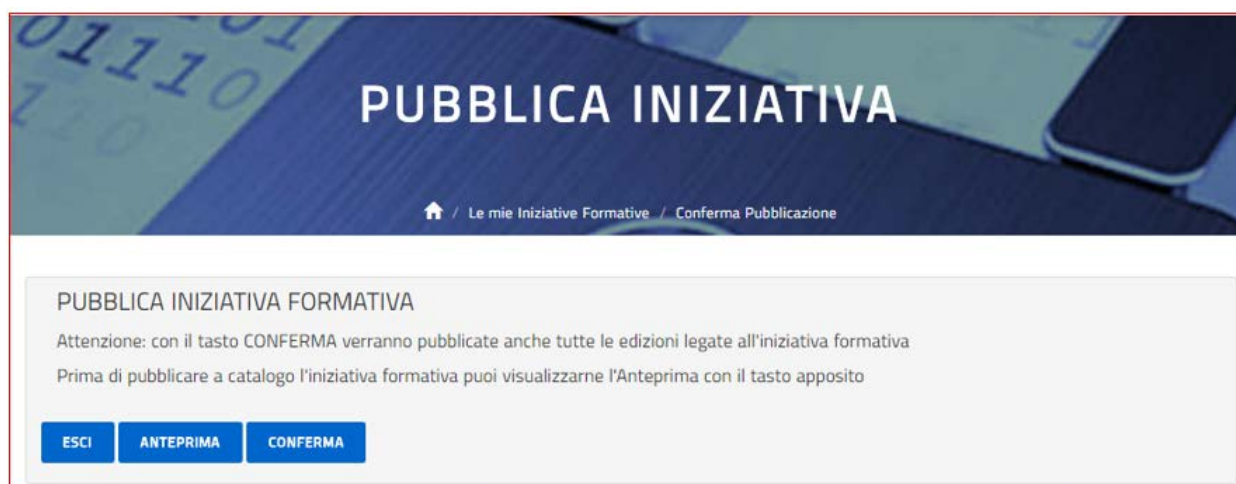 01110
PUBBLICA INIZIATIVA
/ Le mie Iniziative Formative / Conferma Pubblicazione
PUBBLICA INIZIATIVA FORMATIVA
Attenzione: con il tasto CONFERMA verranno pubblicate anche tutte le edizioni legate all'iniziativa formativa
Prima di pubblicare a catalogo l'iniziativa formativa puoi visualizzarne l'Anteprima con il tasto apposito
ESCI ANTEPRIMA CONFERMA